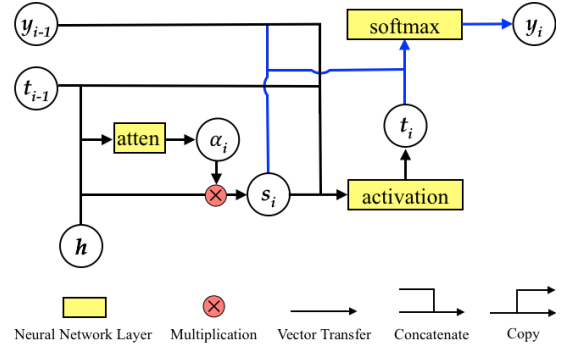 y_{i-1}
softmax
y_i
t_{i-1}
atten
α_i
t_i
×
s_i
activation
h
×
Neural Network Layer
Multiplication
Vector Transfer
Concatenate
Copy